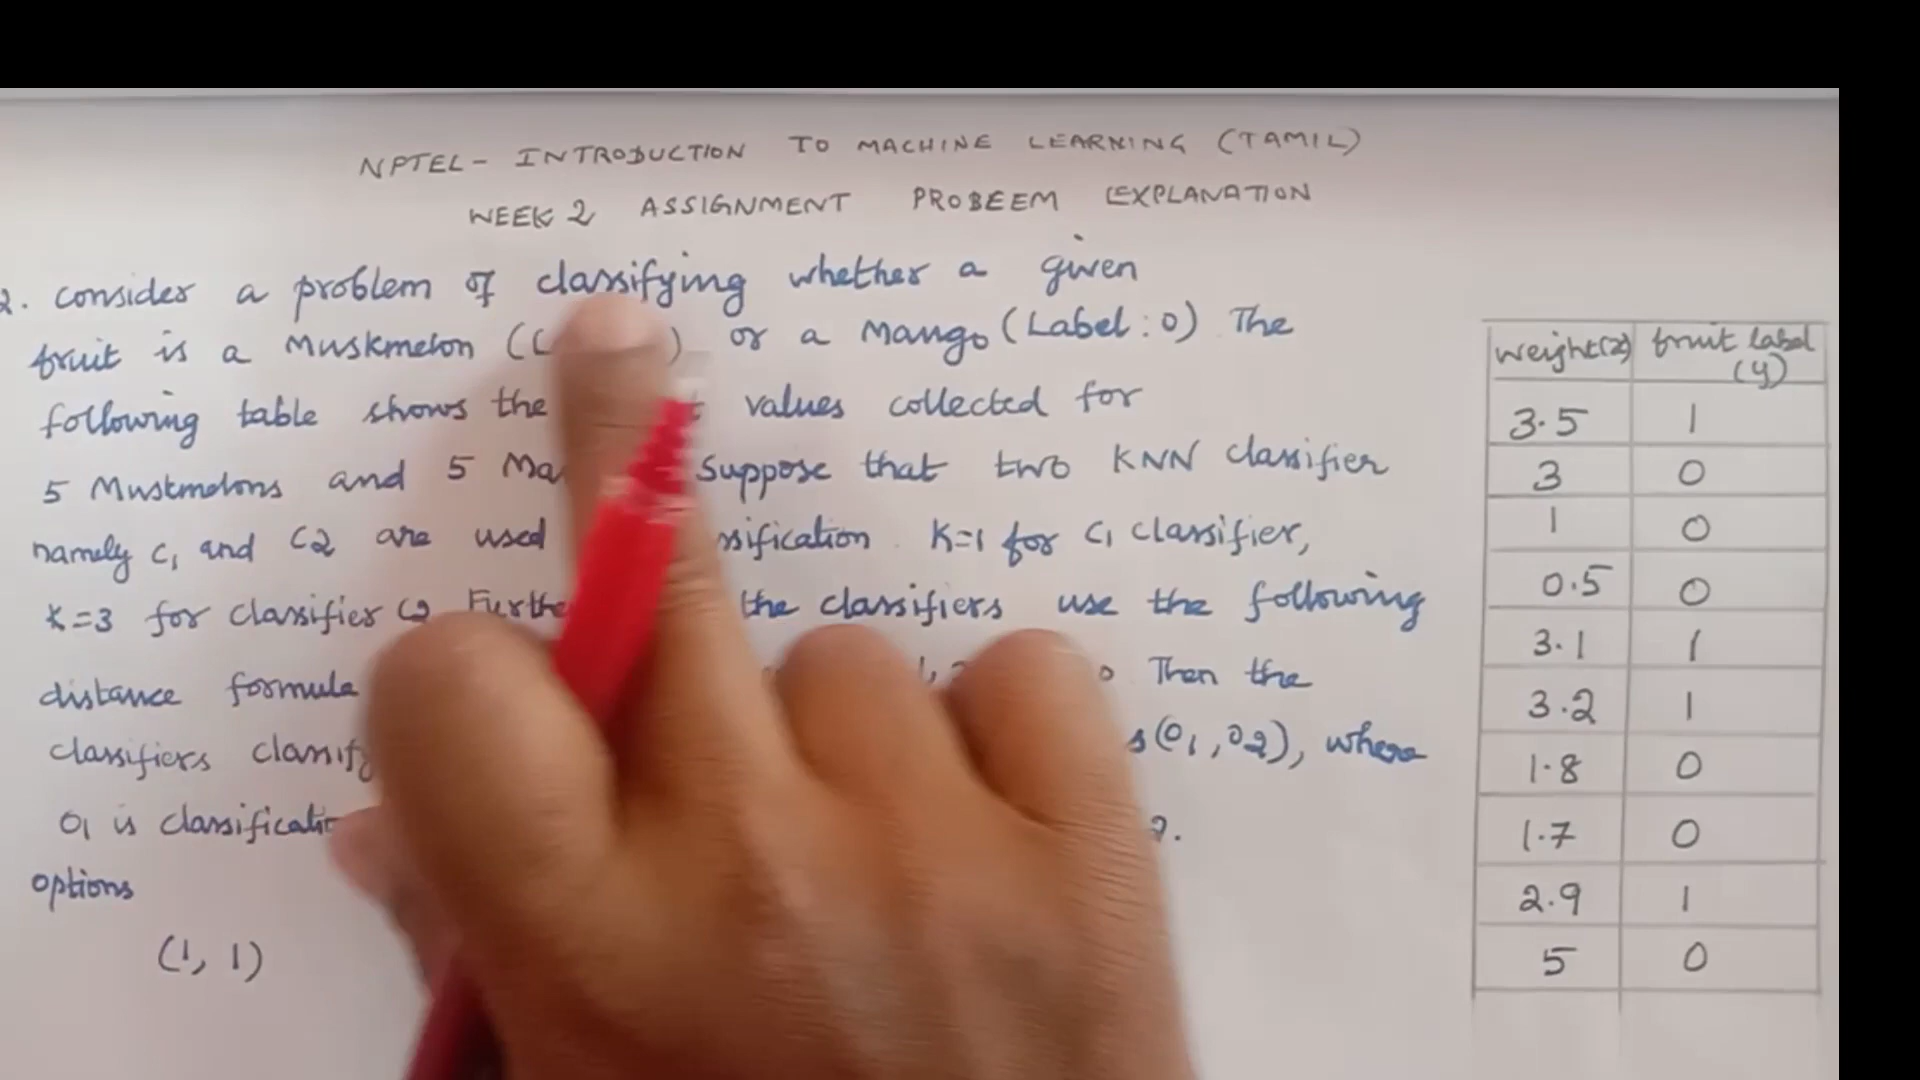 NPTEL - INTRODUCTION TO MACHINE LEARNING (TAMIL)
WEEK 2 ASSIGNMENT PROBEEM EXPLANATION
2. consider a problem of classifying whether a given
fruit is a Muskmelon ( ) or a Mango (Label : 0) The
following table shows the values collected for
5 Muskmelons and 5 Suppose that two KNN classifier
namely C1 and C2 are used K=1 for C1 classifier,
K=3 for classifier C2 the classifiers use the following
distance formula Then the
classifiers (O1, O2), where
O1 is
options
(1, 1)
weight(x) fruit label (y)
3.5 1
3 0
1 0
0.5 0
3.1 1
3.2 1
1.8 0
1.7 0
2.9 1
5 0